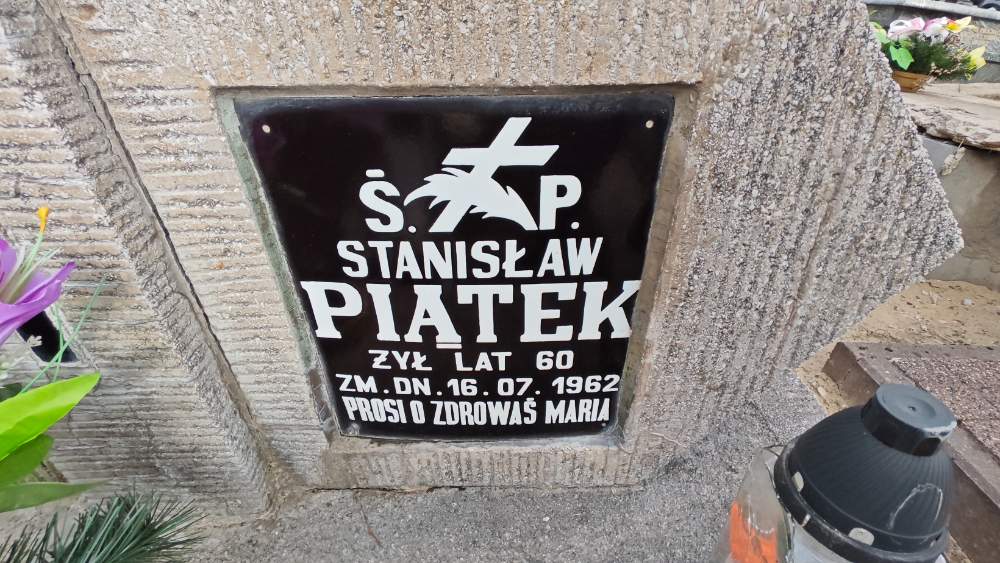 Ś. P.
STANISŁAW
PIĄTEK
ŻYŁ LAT 60
ZM. DN. 16. 07. 1962
PROSI O ZDROWAŚ MARIA